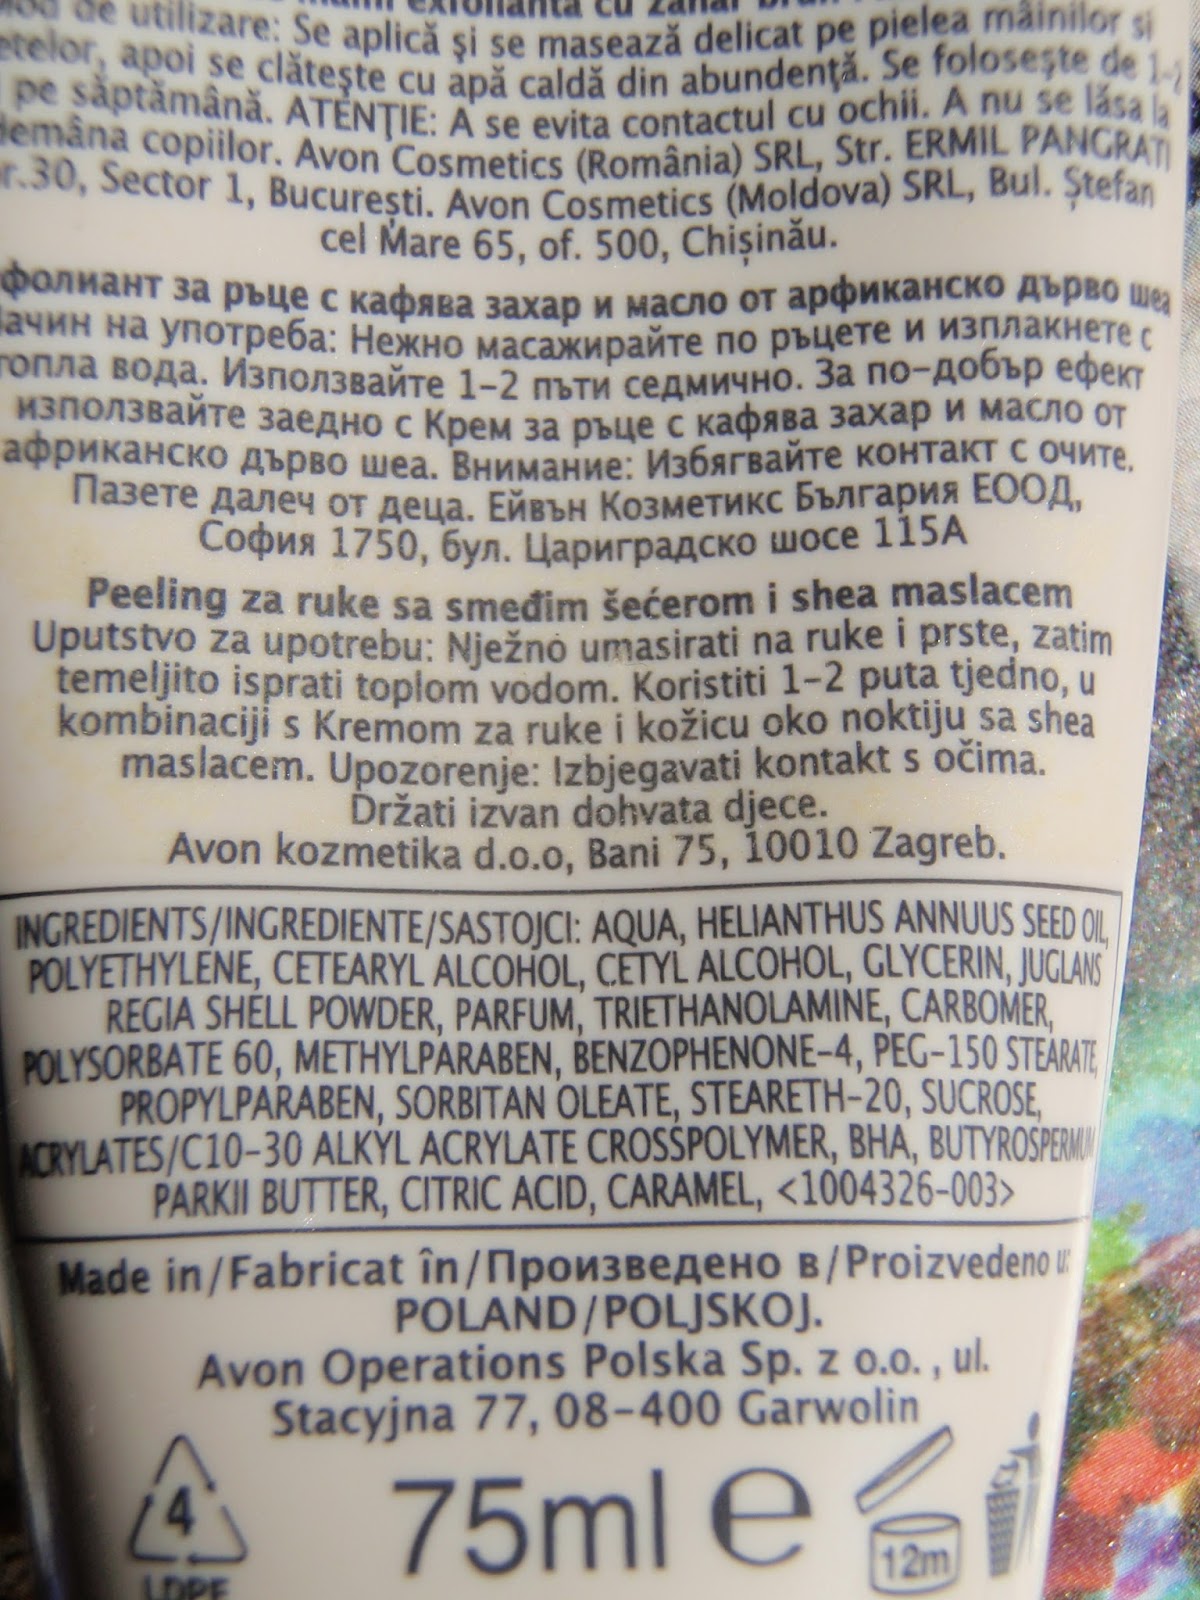 de utilizare: Se aplică şi se masează delicat pe pielea mâinilor si
apoi se clăteşte cu apă caldă din abundenţă. Se foloseşte de 1-2
pe săptămână. ATENŢIE: A se evita contactul cu ochii. A nu se lăsa la
copiilor. Avon Cosmetics (România) SRL, Str. ERMIL PANGRATI
30, Sector 1, Bucureşti. Avon Cosmetics (Moldova) SRL, Bul. Ştefan
cel Mare 65, of. 500, Chişinău.
фолиант за ръце с кафява захар и масло от арфиканско дърво шеа
ачин на употреба: Нежно масажирайте по ръцете и изплакнете с
топла вода. Използвайте 1-2 пъти седмично. За по-добър ефект
използвайте заедно с Крем за ръце с кафява захар и масло от
африканско дърво шеа. Внимание: Избягвайте контакт с очите.
Пазете далеч от деца. Ейвън Козметикс България ЕООД,
София 1750, бул. Цариградско шосе 115А
Peeling za ruke sa smeđim šećerom i shea maslacem
Uputstvo za upotrebu: Nježno umasirati na ruke i prste, zatim
temeljito isprati toplom vodom. Koristiti 1-2 puta tjedno, u
kombinaciji s Kremom za ruke i kožicu oko noktiju sa shea
maslacem. Upozorenje: Izbjegavati kontakt s očima.
Držati izvan dohvata djece.
Avon kozmetika d.o.o, Bani 75, 10010 Zagreb.
INGREDIENTS/INGREDIENTE/SASTOJCI: AQUA, HELIANTHUS ANNUUS SEED OIL,
POLYETHYLENE, CETEARYL ALCOHOL, CETYL ALCOHOL, GLYCERIN, JUGLANS
REGIA SHELL POWDER, PARFUM, TRIETHANOLAMINE, CARBOMER,
POLYSORBATE 60, METHYLPARABEN, BENZOPHENONE-4, PEG-150 STEARATE,
PROPYLPARABEN, SORBITAN OLEATE, STEARETH-20, SUCROSE,
ACRYLATES/C10-30 ALKYL ACRYLATE CROSSPOLYMER, BHA, BUTYROSPERMUM
PARKII BUTTER, CITRIC ACID, CARAMEL, <1004326-003>
Made in/Fabricat în/Произведено в/Proizvedeno u:
POLAND/POLJSKOJ.
Avon Operations Polska Sp. z o.o. , ul.
Stacyjna 77, 08-400 Garwolin
4
LDPE
75ml e
12m